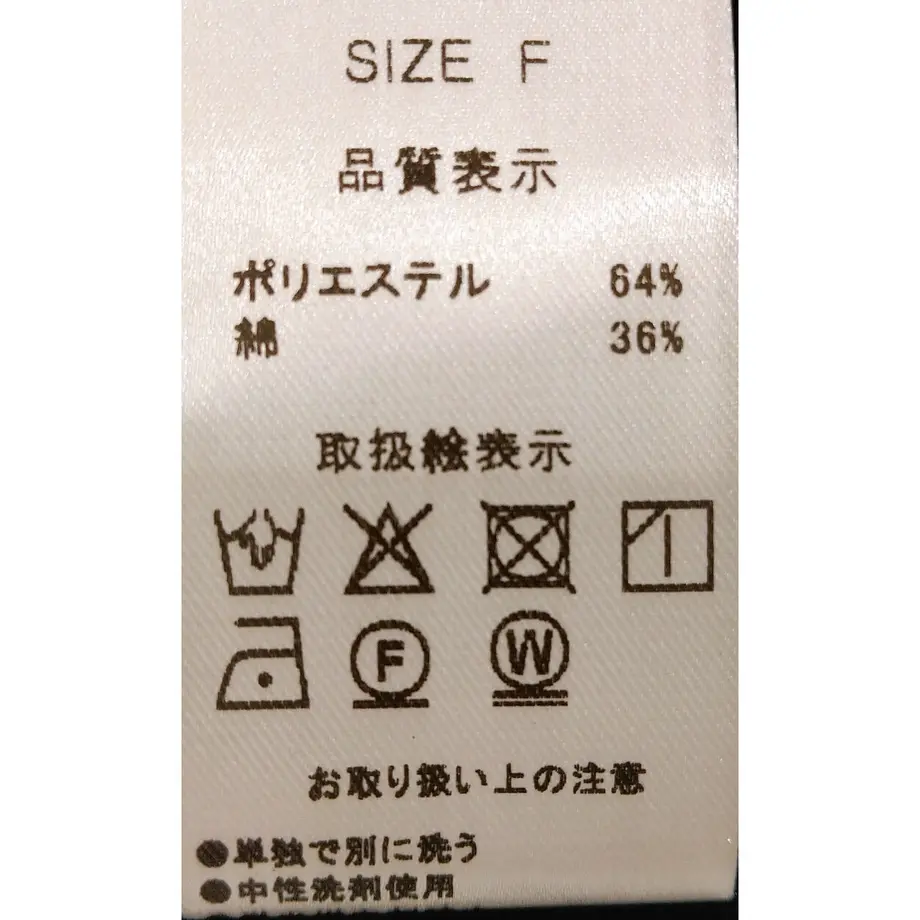 SIZE F
品質表示
ポリエステル 64%
綿 36%
取扱絵表示
F W
お取り扱い上の注意
●単独で別に洗う
●中性洗剤使用